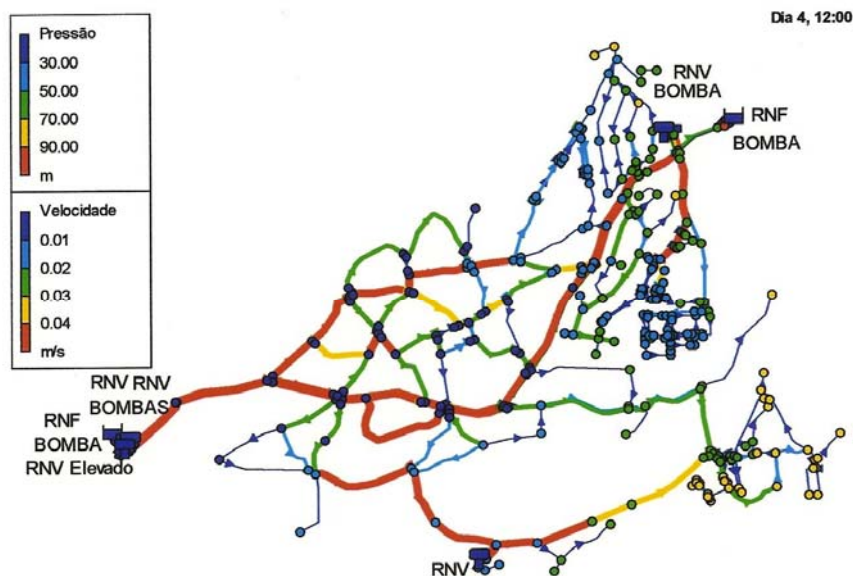 Dia 4, 12:00
Pressão
30.00
50.00
70.00
90.00
m
Velocidade
0.01
0.02
0.03
0.04
m/s
RNV
BOMBA
RNF
BOMBA
RNV RNV
BOMBAS
RNF
BOMBA
RNV Elevado
RNV